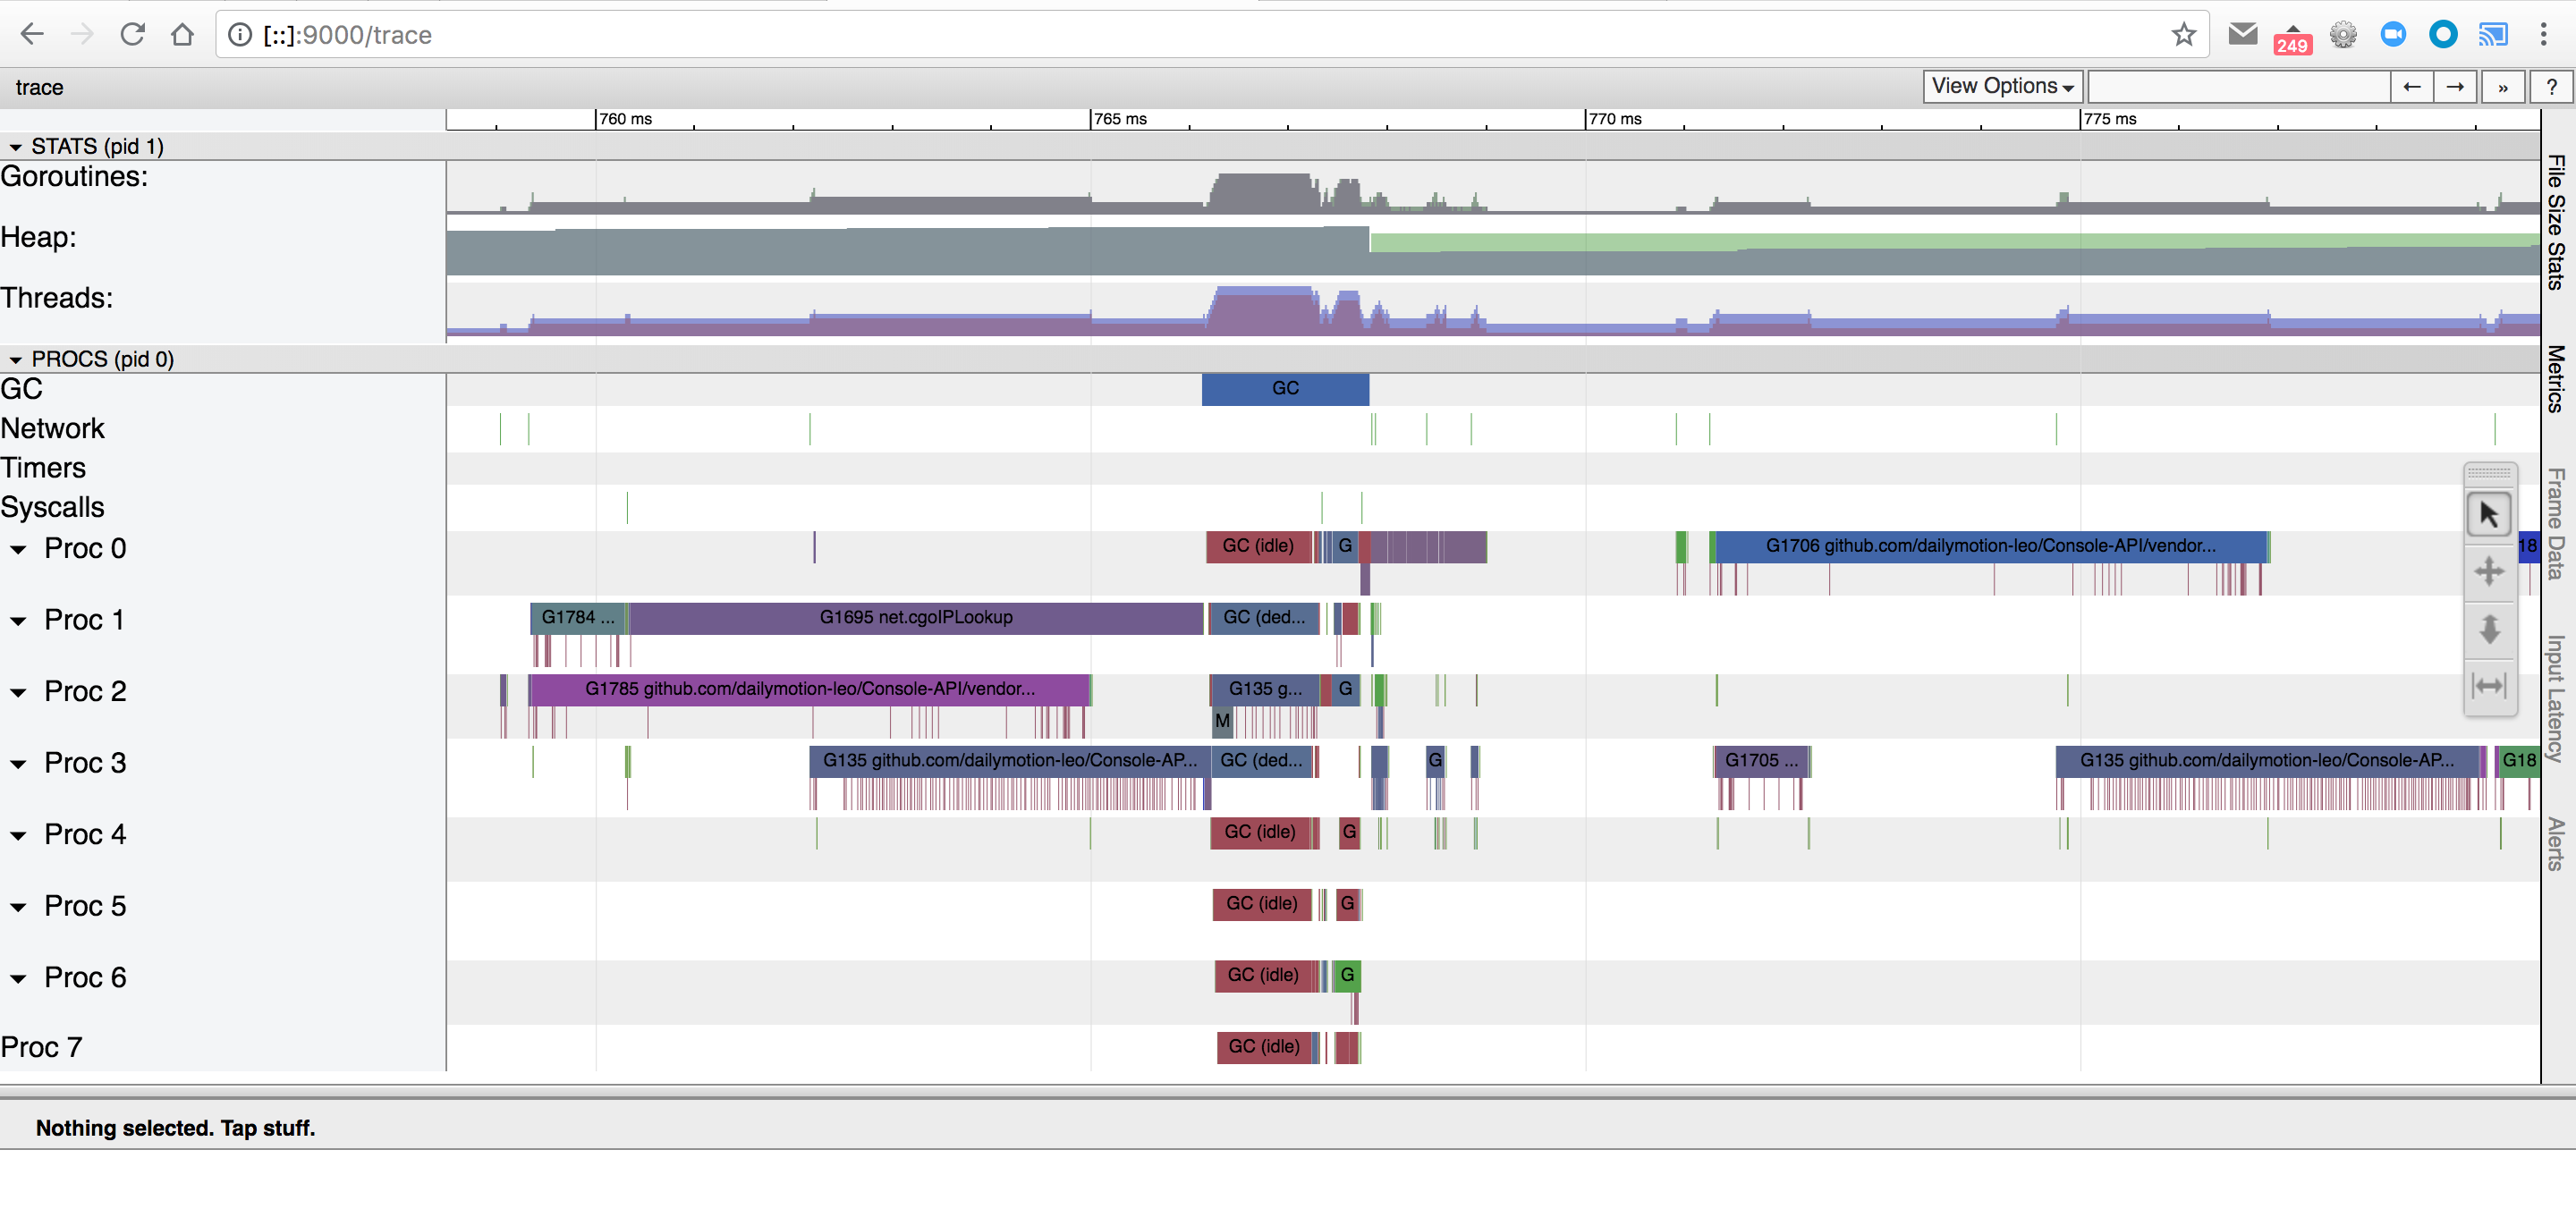 [::]:9000/trace
249
trace
View Options
← → » ?
760 ms 765 ms 770 ms 775 ms
STATS (pid 1)
Goroutines:
Heap:
Threads:
PROCS (pid 0)
GC GC
Network
Timers
Syscalls
Proc 0 GC (idle) G G1706 github.com/dailymotion-leo/Console-API/vendor... 18
Proc 1 G1784 ... G1695 net.cgoIPLookup GC (ded...
Proc 2 G1785 github.com/dailymotion-leo/Console-API/vendor... G135 g... G
M
Proc 3 G135 github.com/dailymotion-leo/Console-AP... GC (ded... G G1705 ... G135 github.com/dailymotion-leo/Console-AP... G18
Proc 4 GC (idle) G
Proc 5 GC (idle) G
Proc 6 GC (idle) G
Proc 7 GC (idle)
File Size Stats
Metrics
Frame Data
Input Latency
Alerts
Nothing selected. Tap stuff.